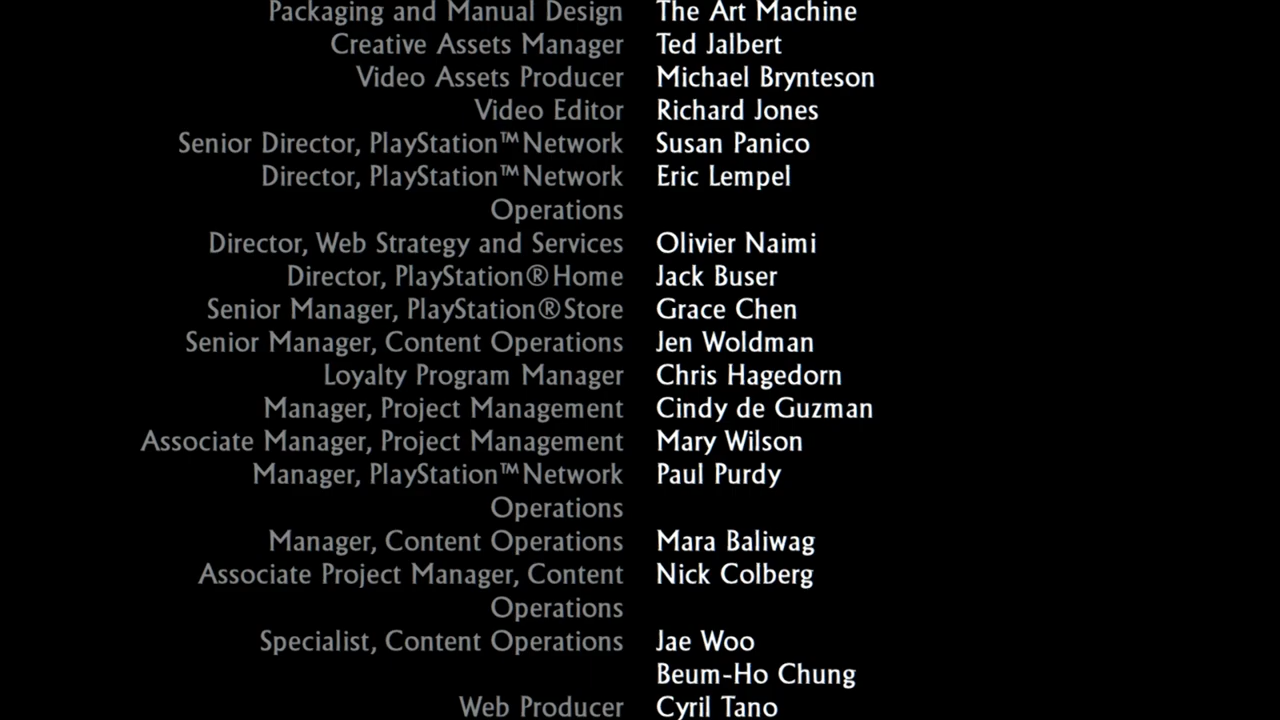 Packaging and Manual Design The Art Machine
Creative Assets Manager Ted Jalbert
Video Assets Producer Michael Brynteson
Video Editor Richard Jones
Senior Director, PlayStation™Network Susan Panico
Director, PlayStation™Network Eric Lempel
Operations
Director, Web Strategy and Services Olivier Naimi
Director, PlayStation®Home Jack Buser
Senior Manager, PlayStation®Store Grace Chen
Senior Manager, Content Operations Jen Woldman
Loyalty Program Manager Chris Hagedorn
Manager, Project Management Cindy de Guzman
Associate Manager, Project Management Mary Wilson
Manager, PlayStation™Network Paul Purdy
Operations
Manager, Content Operations Mara Baliwag
Associate Project Manager, Content Nick Colberg
Operations
Specialist, Content Operations Jae Woo
Beum-Ho Chung
Web Producer Cyril Tano